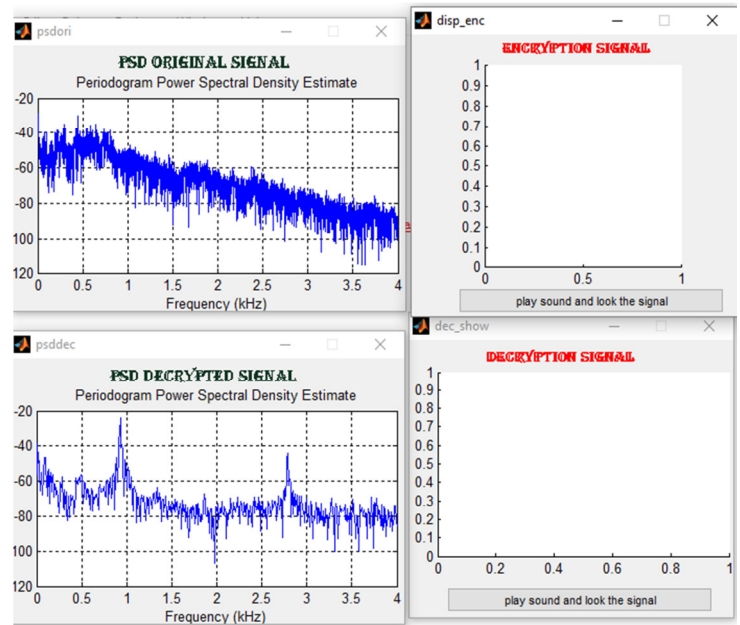 psdori
PSD ORIGINAL SIGNAL
Periodogram Power Spectral Density Estimate
-20
-40
-60
-80
100
120
0 0.5 1 1.5 2 2.5 3 3.5 4
Frequency (kHz)
disp_enc
ENCRYPTION SIGNAL
1
0.9
0.8
0.7
0.6
0.5
0.4
0.3
0.2
0.1
0
0 0.5 1
play sound and look the signal
psddec
PSD DECRYPTED SIGNAL
Periodogram Power Spectral Density Estimate
-20
-40
-60
-80
100
120
0 0.5 1 1.5 2 2.5 3 3.5 4
Frequency (kHz)
dec_show
DECRYPTION SIGNAL
1
0.9
0.8
0.7
0.6
0.5
0.4
0.3
0.2
0.1
0
0 0.2 0.4 0.6 0.8 1
play sound and look the signal